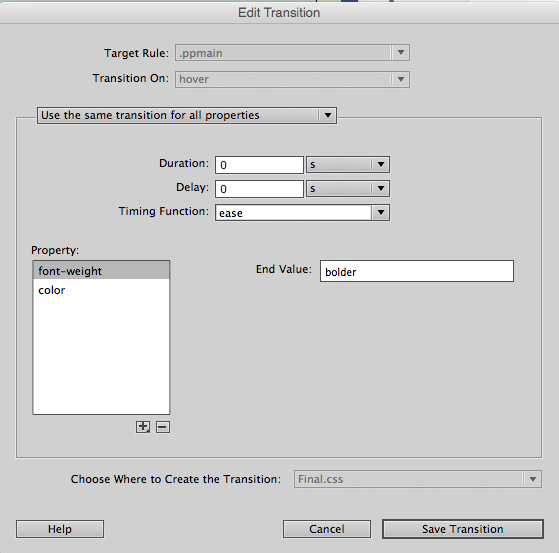 Edit Transition
Target Rule: .ppmain
Transition On: hover
Use the same transition for all properties
Duration: 0 s
Delay: 0 s
Timing Function: ease
Property:
font-weight
End Value: bolder
color
Choose Where to Create the Transition: Final.css
Help Cancel Save Transition